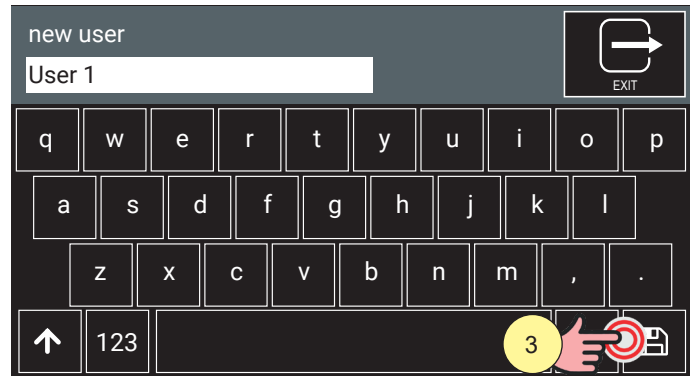 new user
User 1
EXIT
q w e r t y u i o p
a s d f g h j k l
z x c v b n m , .
123 3